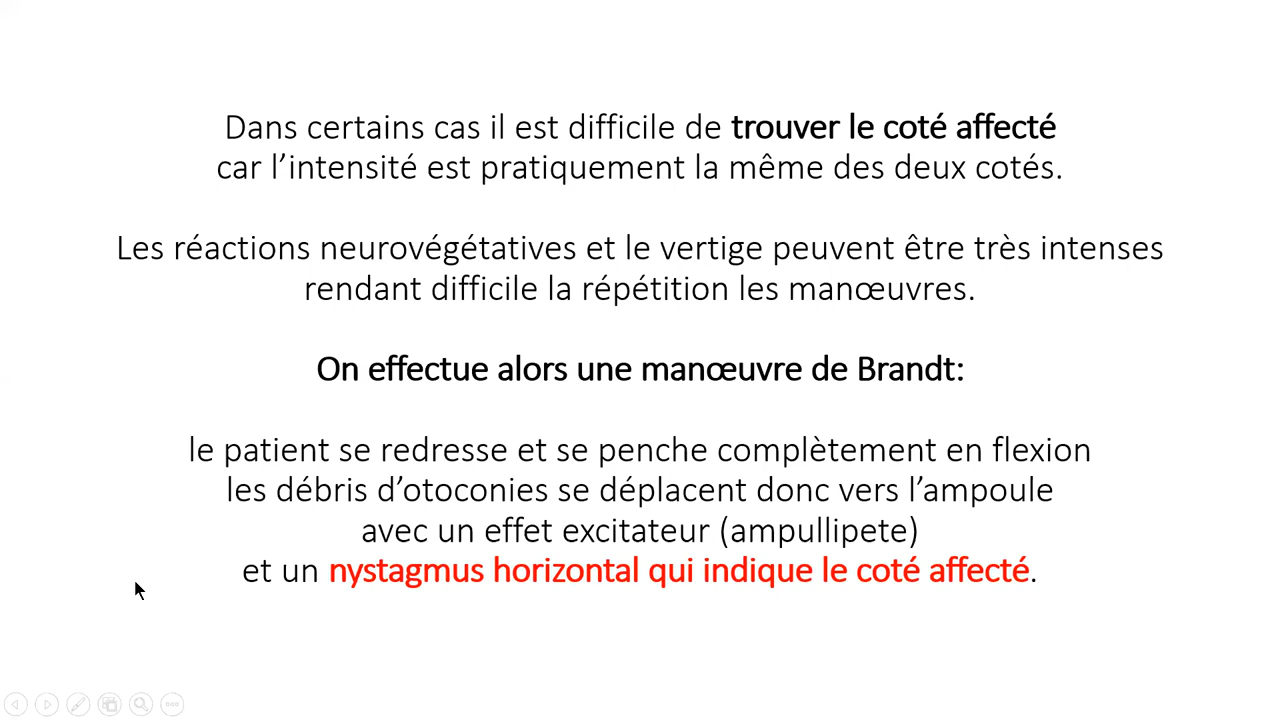 Dans certains cas il est difficile de trouver le coté affecté
car l’intensité est pratiquement la même des deux cotés.
Les réactions neurovégétatives et le vertige peuvent être très intenses
rendant difficile la répétition les manœuvres.
On effectue alors une manœuvre de Brandt:
le patient se redresse et se penche complètement en flexion
les débris d’otoconies se déplacent donc vers l’ampoule
avec un effet excitateur (ampullipete)
et un nystagmus horizontal qui indique le coté affecté.